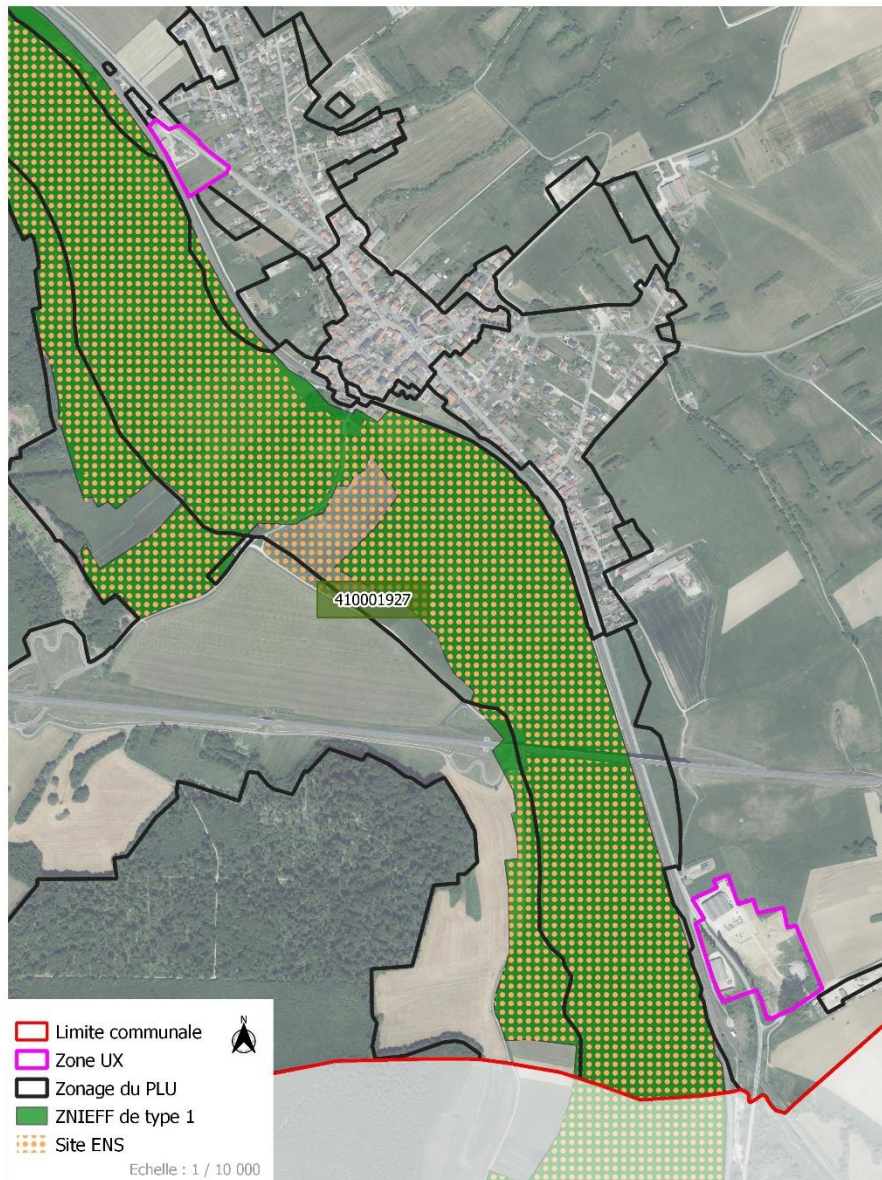 410001927
N
Limite communale
Zone UX
Zonage du PLU
ZNIEFF de type 1
Site ENS
Echelle : 1 / 10 000